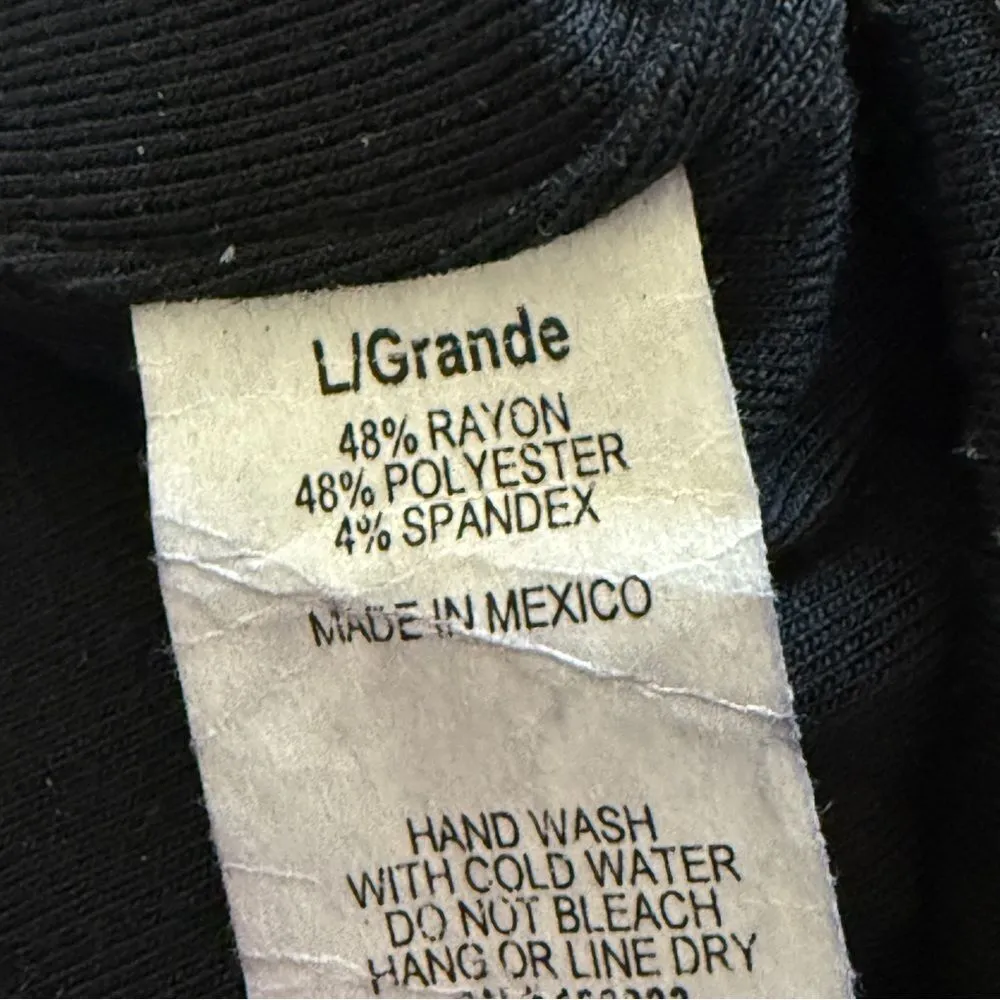 L/Grande
48% RAYON
48% POLYESTER
4% SPANDEX
MADE IN MEXICO
HAND WASH
WITH COLD WATER
DO NOT BLEACH
HANG OR LINE DRY